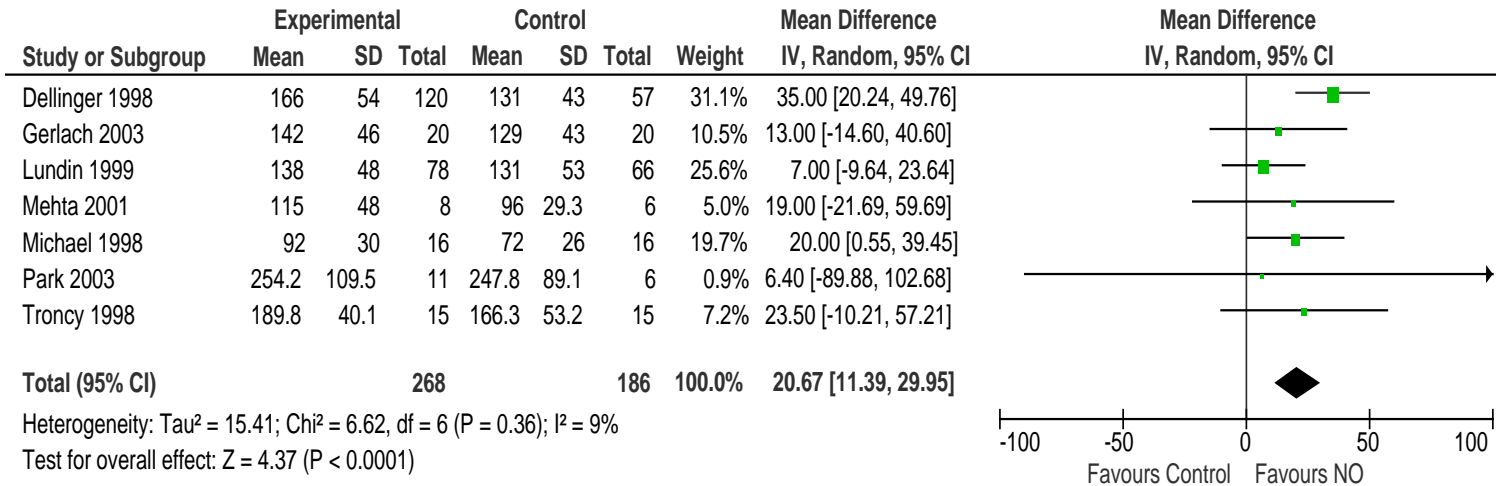 Experimental Control Mean Difference Mean Difference
Study or Subgroup Mean SD Total Mean SD Total Weight IV, Random, 95% CI IV, Random, 95% CI
Dellinger 1998 166 54 120 131 43 57 31.1% 35.00 [20.24, 49.76]
Gerlach 2003 142 46 20 129 43 20 10.5% 13.00 [-14.60, 40.60]
Lundin 1999 138 48 78 131 53 66 25.6% 7.00 [-9.64, 23.64]
Mehta 2001 115 48 8 96 29.3 6 5.0% 19.00 [-21.69, 59.69]
Michael 1998 92 30 16 72 26 16 19.7% 20.00 [0.55, 39.45]
Park 2003 254.2 109.5 11 247.8 89.1 6 0.9% 6.40 [-89.88, 102.68]
Troncy 1998 189.8 40.1 15 166.3 53.2 15 7.2% 23.50 [-10.21, 57.21]
Total (95% CI) 268 186 100.0% 20.67 [11.39, 29.95]
Heterogeneity: Tau² = 15.41; Chi² = 6.62, df = 6 (P = 0.36); I² = 9%
Test for overall effect: Z = 4.37 (P < 0.0001)
-100 -50 0 50 100
Favours Control Favours NO